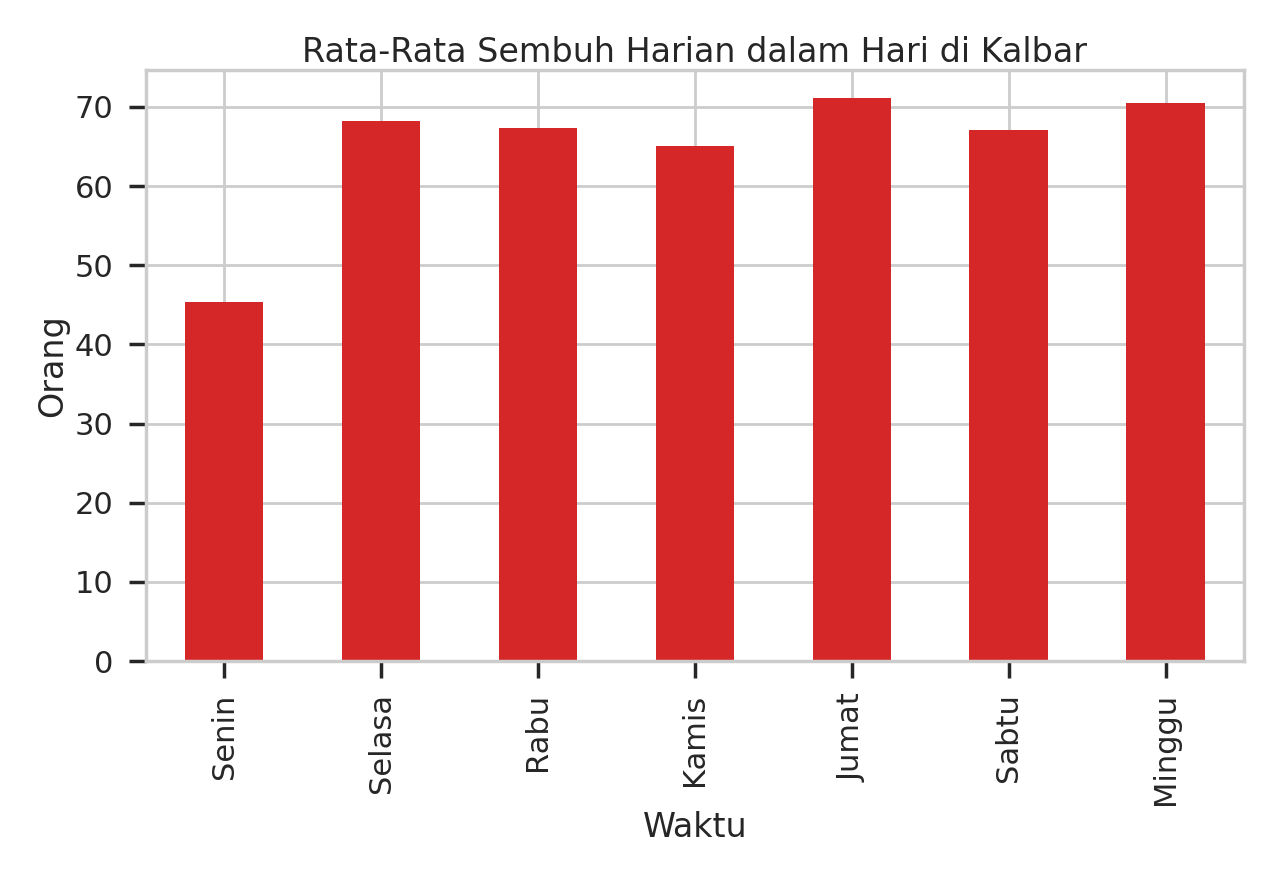 Rata-Rata Sembuh Harian dalam Hari di Kalbar
Orang
70
60
50
40
30
20
10
0
Senin
Selasa
Rabu
Kamis
Jumat
Sabtu
Minggu
Waktu